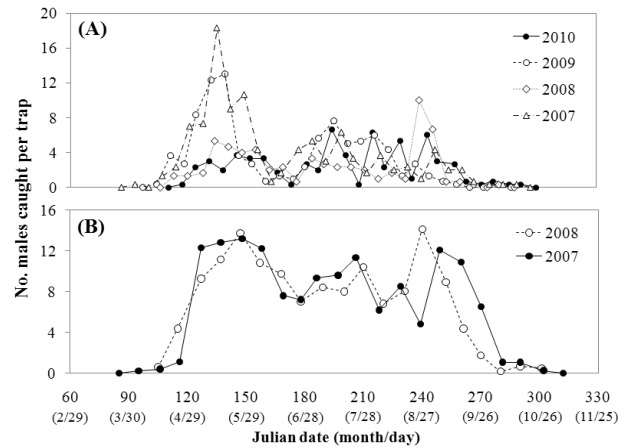 (A)
20
16
12
8
4
0
2010
2009
2008
2007
No. males caught per trap
(B)
16
12
8
4
0
2008
2007
60 90 120 150 180 210 240 270 300 330
(2/29) (3/30) (4/29) (5/29) (6/28) (7/28) (8/27) (9/26) (10/26) (11/25)
Julian date (month/day)